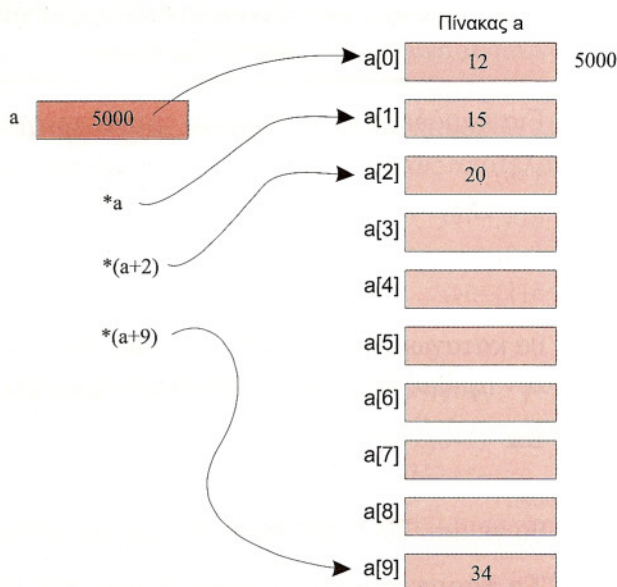 Πίνακας a
a[0] 12 5000
a 5000
a[1] 15
a[2] 20
*a
a[3]
*(a+2)
a[4]
*(a+9)
a[5]
a[6]
a[7]
a[8]
a[9] 34